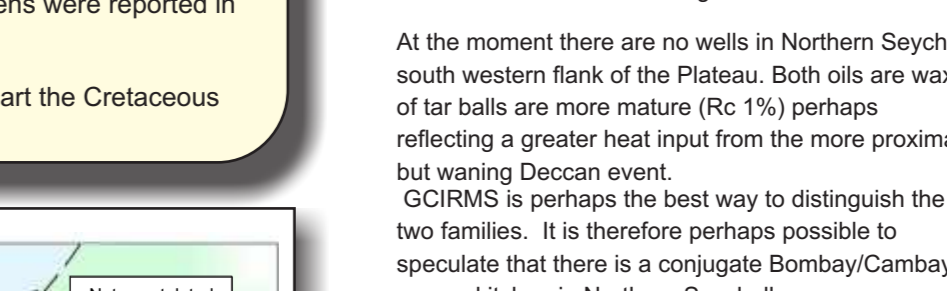 ens were reported in
art the Cretaceous
At the moment there are no wells in Northern Seych
south western flank of the Plateau. Both oils are wax
of tar balls are more mature (Rc 1%) perhaps
reflecting a greater heat input from the more proxima
but waning Deccan event.
GCIRMS is perhaps the best way to distinguish the
two families. It is therefore perhaps possible to
speculate that there is a conjugate Bombay/Cambay